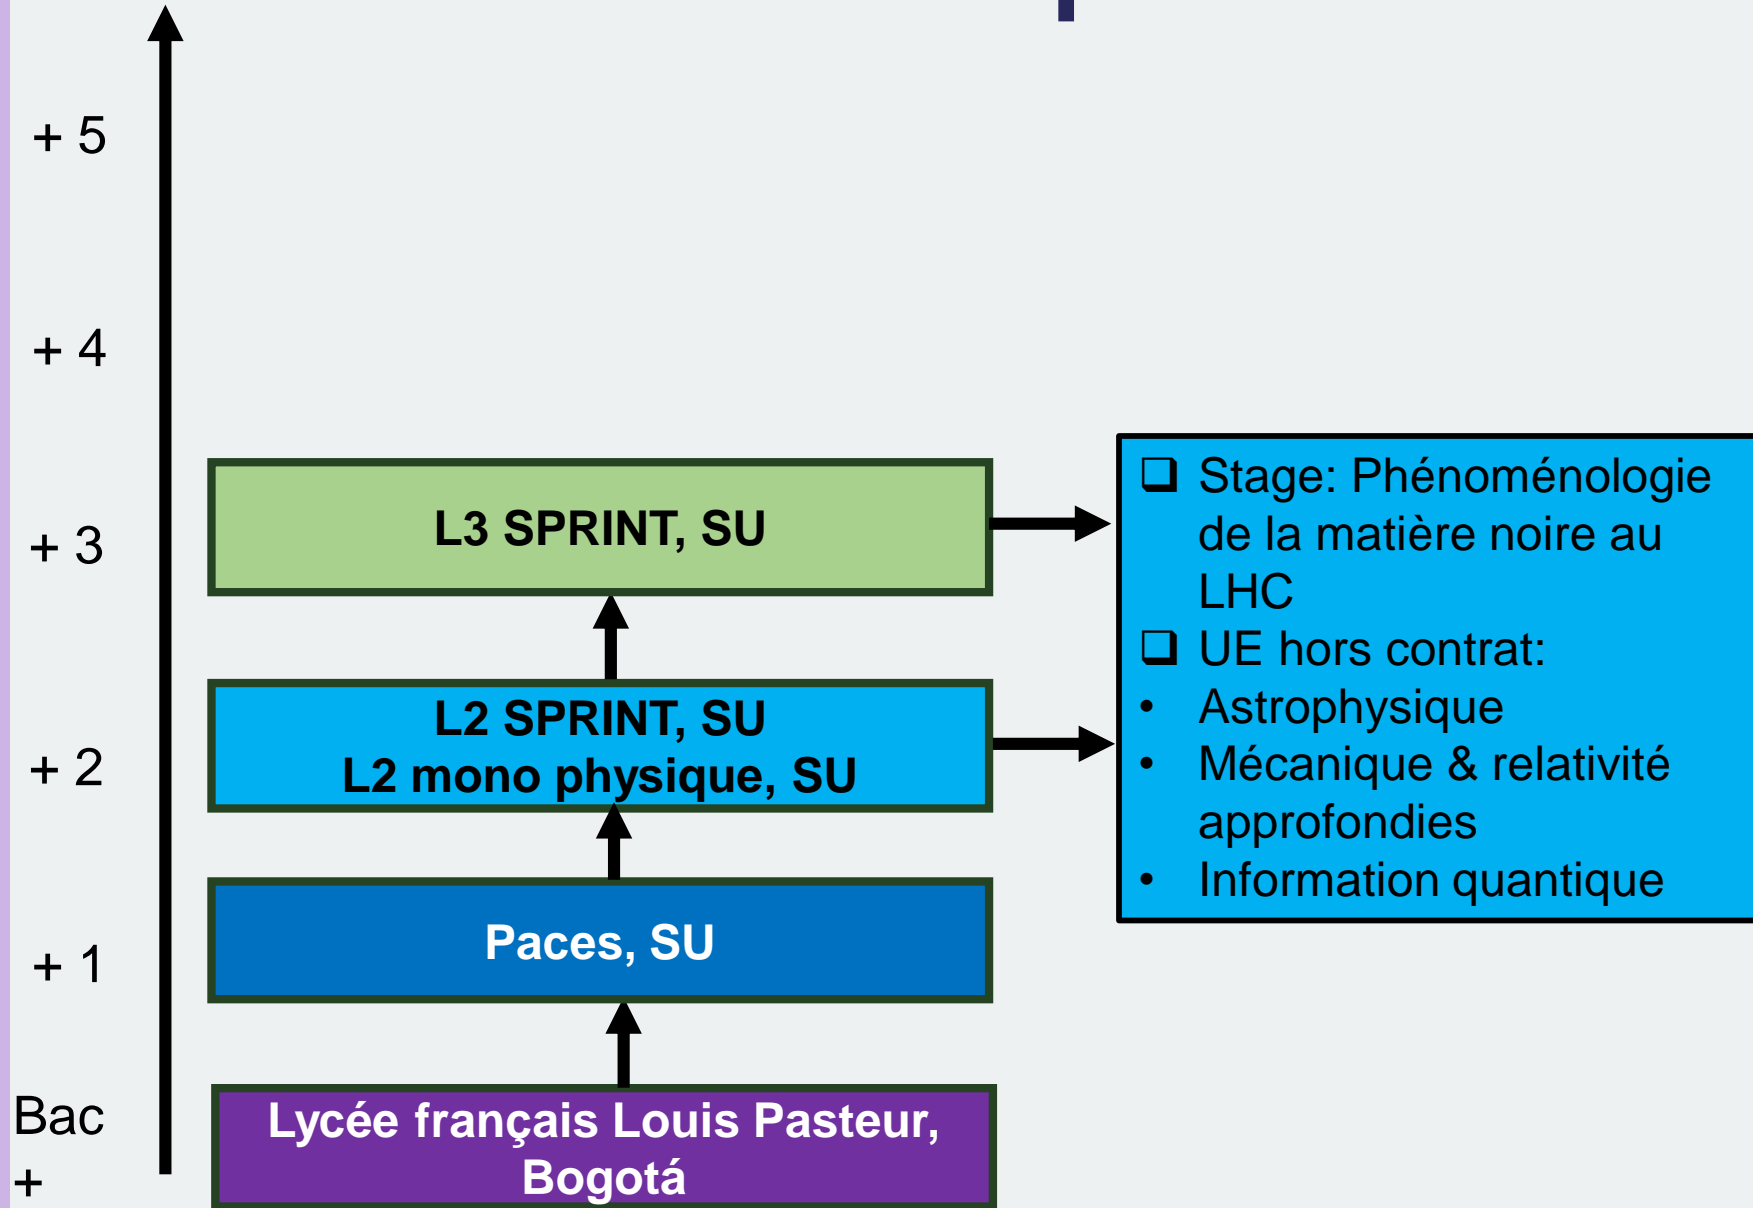 + 5
+ 4
+ 3
+ 2
+ 1
Bac
+
L3 SPRINT, SU
L2 SPRINT, SU
L2 mono physique, SU
Paces, SU
Lycée français Louis Pasteur,
Bogotá
❑ Stage: Phénoménologie
de la matière noire au
LHC
❑ UE hors contrat:
• Astrophysique
• Mécanique & relativité
approfondies
• Information quantique